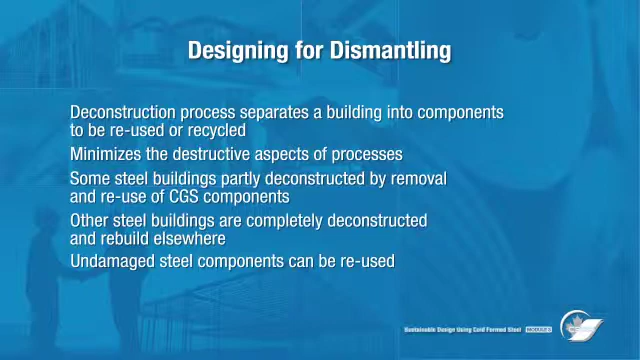 Designing for Dismantling
Deconstruction process separates a building into components
to be re-used or recycled
Minimizes the destructive aspects of processes
Some steel buildings partly deconstructed by removal
and re-use of CGS components
Other steel buildings are completely deconstructed
and rebuild elsewhere
Undamaged steel components can be re-used
Sustainable Design Using Cold Formed Steel